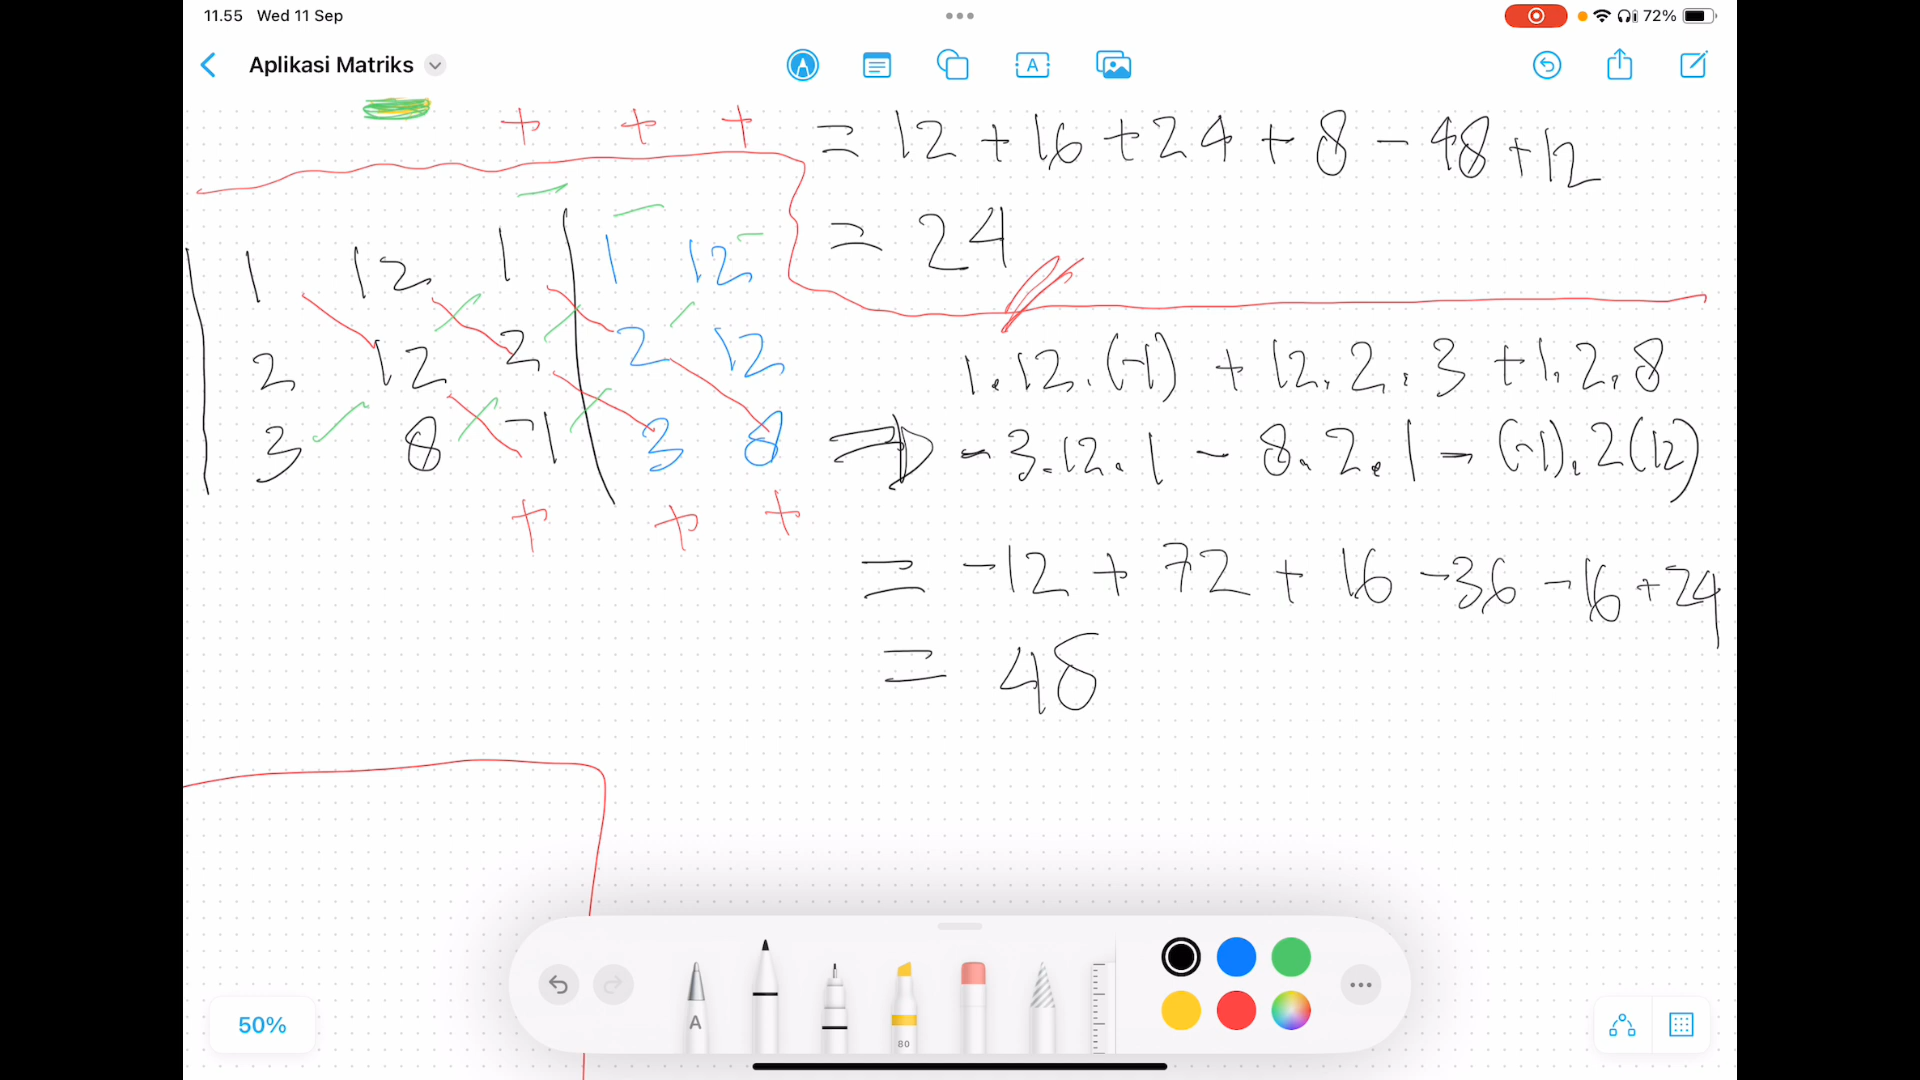 11.55 Wed 11 Sep
72%
Aplikasi Matriks
A
+ + +
= 12 + 16 + 24 + 8 - 48 + 12
= 24
1 12 1 | 1 12
2 12 2 | 2 12
3 8 -1 | 3 8
+ + +
1.12.(-1) + 12.2.3 + 1.2.8
⇒ - 3.12.1 - 8.2.1 - (-1).2(12)
= -12 + 72 + 16 - 36 - 16 + 24
= 48
50%
A
80